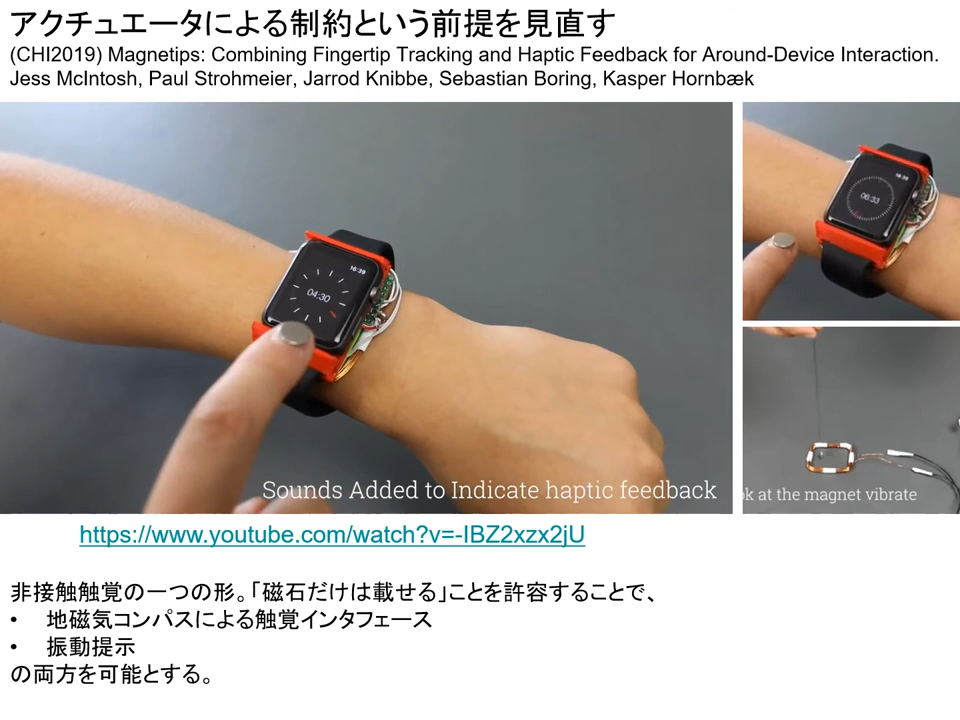 アクチュエータによる制約という前提を見直す
(CHI2019) Magnetips: Combining Fingertip Tracking and Haptic Feedback for Around-Device Interaction.
Jess McIntosh, Paul Strohmeier, Jarrod Knibbe, Sebastian Boring, Kasper Hornbæk
16:39
04:30
Sounds Added to Indicate haptic feedback
16:39
06:33
ok at the magnet vibrate
https://www.youtube.com/watch?v=-IBZ2xzx2jU
非接触触覚の一つの形。「磁石だけは載せる」ことを許容することで、
• 地磁気コンパスによる触覚インタフェース
• 振動提示
の両方を可能とする。